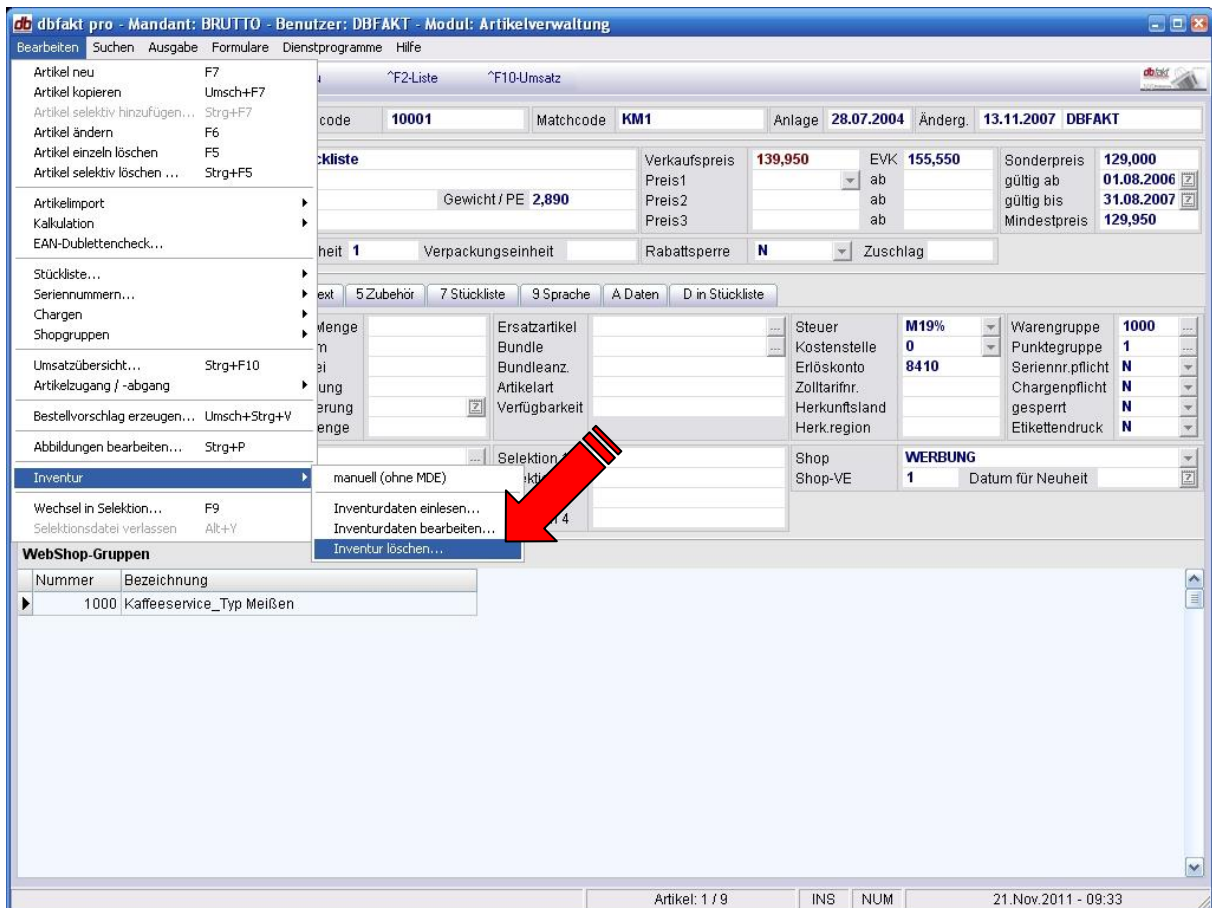 db dbfakt pro - Mandant: BRUTTO - Benutzer: DBFAKT - Modul: Artikelverwaltung
Bearbeiten Suchen Ausgabe Formulare Dienstprogramme Hilfe
Artikel neu F7
^F2-Liste ^F10-Umsatz
dbfakt
Artikel kopieren Umsch+F7
Artikel selektiv hinzufügen... Strg+F7
code 10001 Matchcode KM1 Anlage 28.07.2004 Änderg. 13.11.2007 DBFAKT
Artikel ändern F6
Artikel einzeln löschen F5
ckliste Verkaufspreis 139,950 EVK 155,550 Sonderpreis 129,000
Artikel selektiv löschen ... Strg+F5
Preis1 ab gültig ab 01.08.2006
Artikelimport
Gewicht / PE 2,890 Preis2 ab gültig bis 31.08.2007
Kalkulation
Preis3 ab Mindestpreis 129,950
EAN-Dublettencheck...
heit 1 Verpackungseinheit Rabattsperre N Zuschlag
Stückliste...
Seriennummern...
ext 5 Zubehör 7 Stückliste 9 Sprache A Daten D in Stückliste
Chargen
Shopgruppen
Menge Ersatzartikel Steuer M19% Warengruppe 1000
m Bundle Kostenstelle 0 Punktegruppe 1
Umsatzübersicht... Strg+F10
ei Bundleanz. Erlöskonto 8410 Seriennr.pflicht N
Artikelzugang / -abgang
ung Artikelart Zolltarifnr. Chargenpflicht N
Bestellvorschlag erzeugen... Umsch+Strg+V
erung Verfügbarkeit Herkunftsland gesperrt N
enge Herk.region Etikettendruck N
Abbildungen bearbeiten... Strg+P
Selektion Shop WERBUNG
Inventur
manuell (ohne MDE)
Shop-VE 1 Datum für Neuheit
Wechsel in Selektion... F9
Inventurdaten einlesen...
Selektionsdatei verlassen Alt+Y
Inventurdaten bearbeiten...
4
Inventur löschen...
WebShop-Gruppen
Nummer Bezeichnung
1000 Kaffeeservice_Typ Meißen
Artikel: 1 / 9 INS NUM 21.Nov.2011 - 09:33